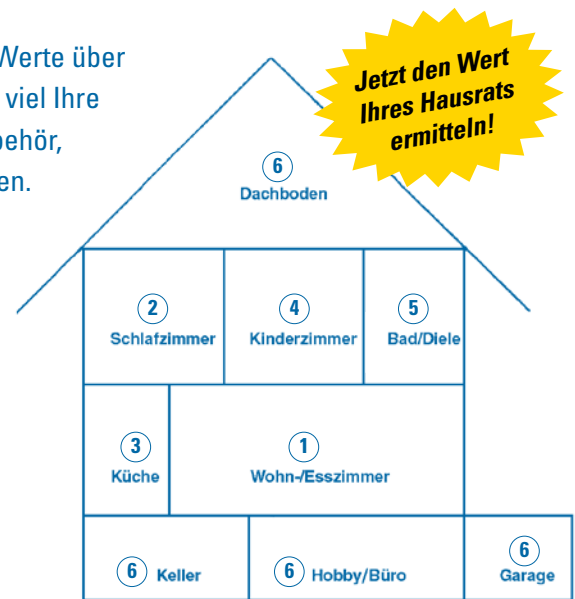 Werte über
viel Ihre
behör,
en.
Jetzt den Wert
Ihres Hausrats
ermitteln!
6
Dachboden
2
Schlafzimmer
4
Kinderzimmer
5
Bad/Diele
3
Küche
1
Wohn-/Esszimmer
6 Keller
6 Hobby/Büro
6
Garage